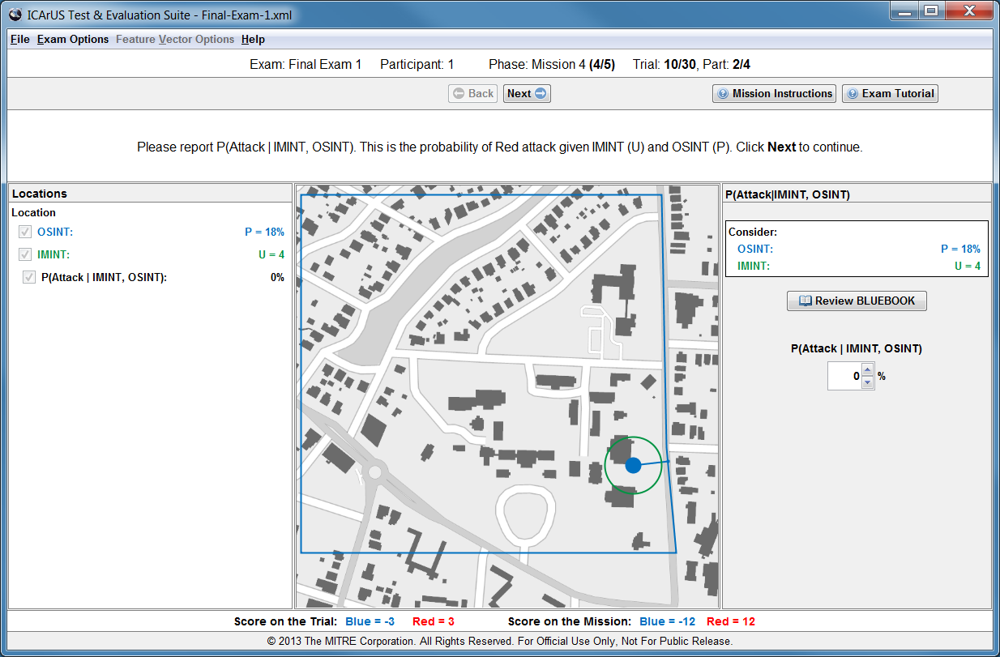 ICArUS Test & Evaluation Suite - Final-Exam-1.xml
File Exam Options Feature Vector Options Help
Exam: Final Exam 1 Participant: 1 Phase: Mission 4 (4/5) Trial: 10/30, Part: 2/4
Back Next Mission Instructions Exam Tutorial
Please report P(Attack | IMINT, OSINT). This is the probability of Red attack given IMINT (U) and OSINT (P). Click Next to continue.
Locations
Location
OSINT: P = 18%
IMINT: U = 4
P(Attack | IMINT, OSINT): 0%
P(Attack|IMINT, OSINT)
Consider:
OSINT: P = 18%
IMINT: U = 4
Review BLUEBOOK
P(Attack | IMINT, OSINT)
0 %
Score on the Trial: Blue = -3 Red = 3 Score on the Mission: Blue = -12 Red = 12
© 2013 The MITRE Corporation. All Rights Reserved. For Official Use Only, Not For Public Release.